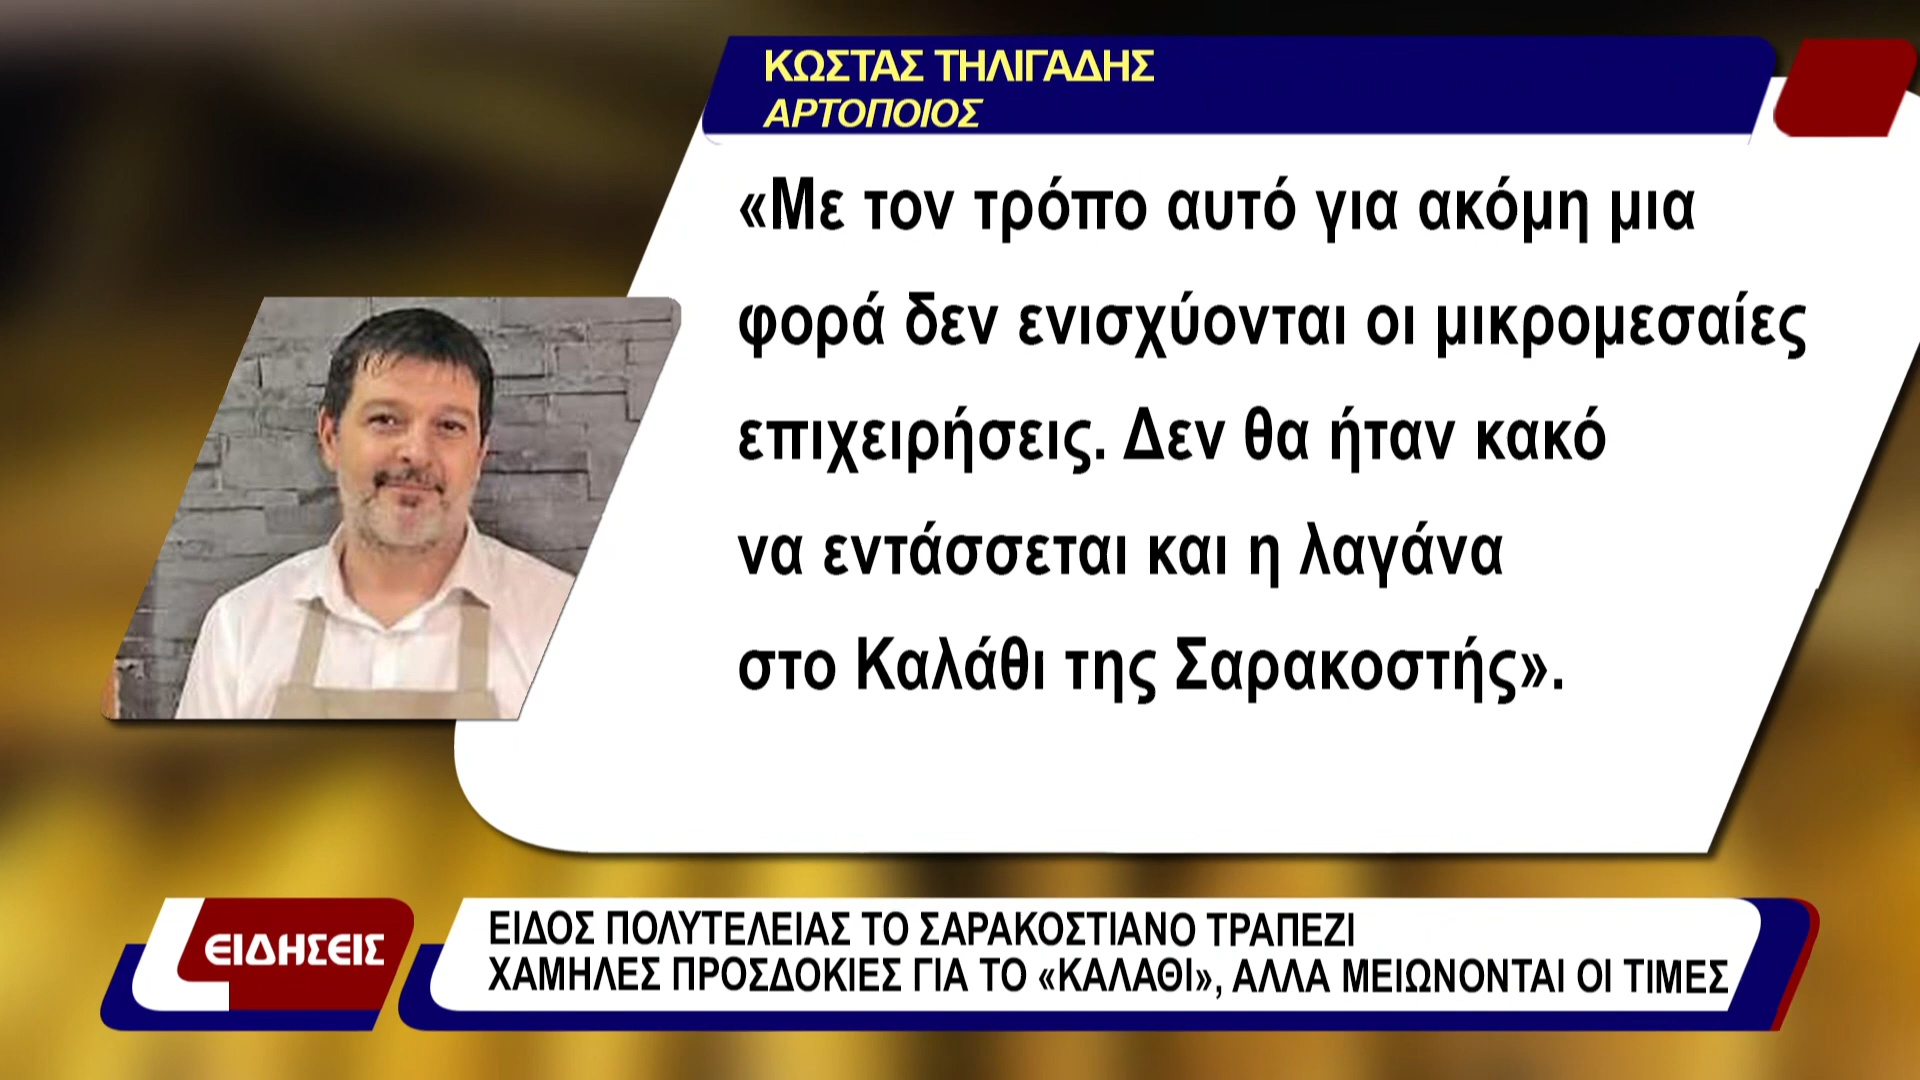 ΚΩΣΤΑΣ ΤΗΛΙΓΑΔΗΣ
ΑΡΤΟΠΟΙΟΣ
«Με τον τρόπο αυτό για ακόμη μια
φορά δεν ενισχύονται οι μικρομεσαίες
επιχειρήσεις. Δεν θα ήταν κακό
να εντάσσεται και η λαγάνα
στο Καλάθι της Σαρακοστής».
ΕΙΔΗΣΕΙΣ
ΕΙΔΟΣ ΠΟΛΥΤΕΛΕΙΑΣ ΤΟ ΣΑΡΑΚΟΣΤΙΑΝΟ ΤΡΑΠΕΖΙ
ΧΑΜΗΛΕΣ ΠΡΟΣΔΟΚΙΕΣ ΓΙΑ ΤΟ «ΚΑΛΑΘΙ», ΑΛΛΑ ΜΕΙΩΝΟΝΤΑΙ ΟΙ ΤΙΜΕΣ